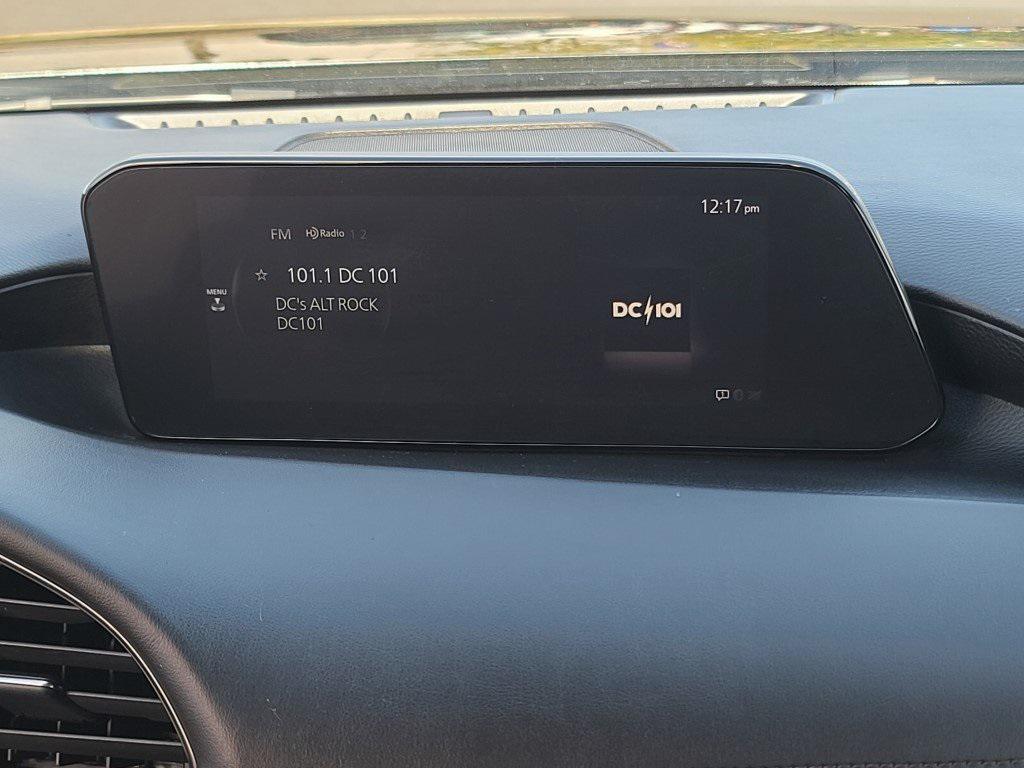 12:17 pm
FM HD Radio 1 2
☆ 101.1 DC 101
MENU
DC's ALT ROCK
DC101
DC101